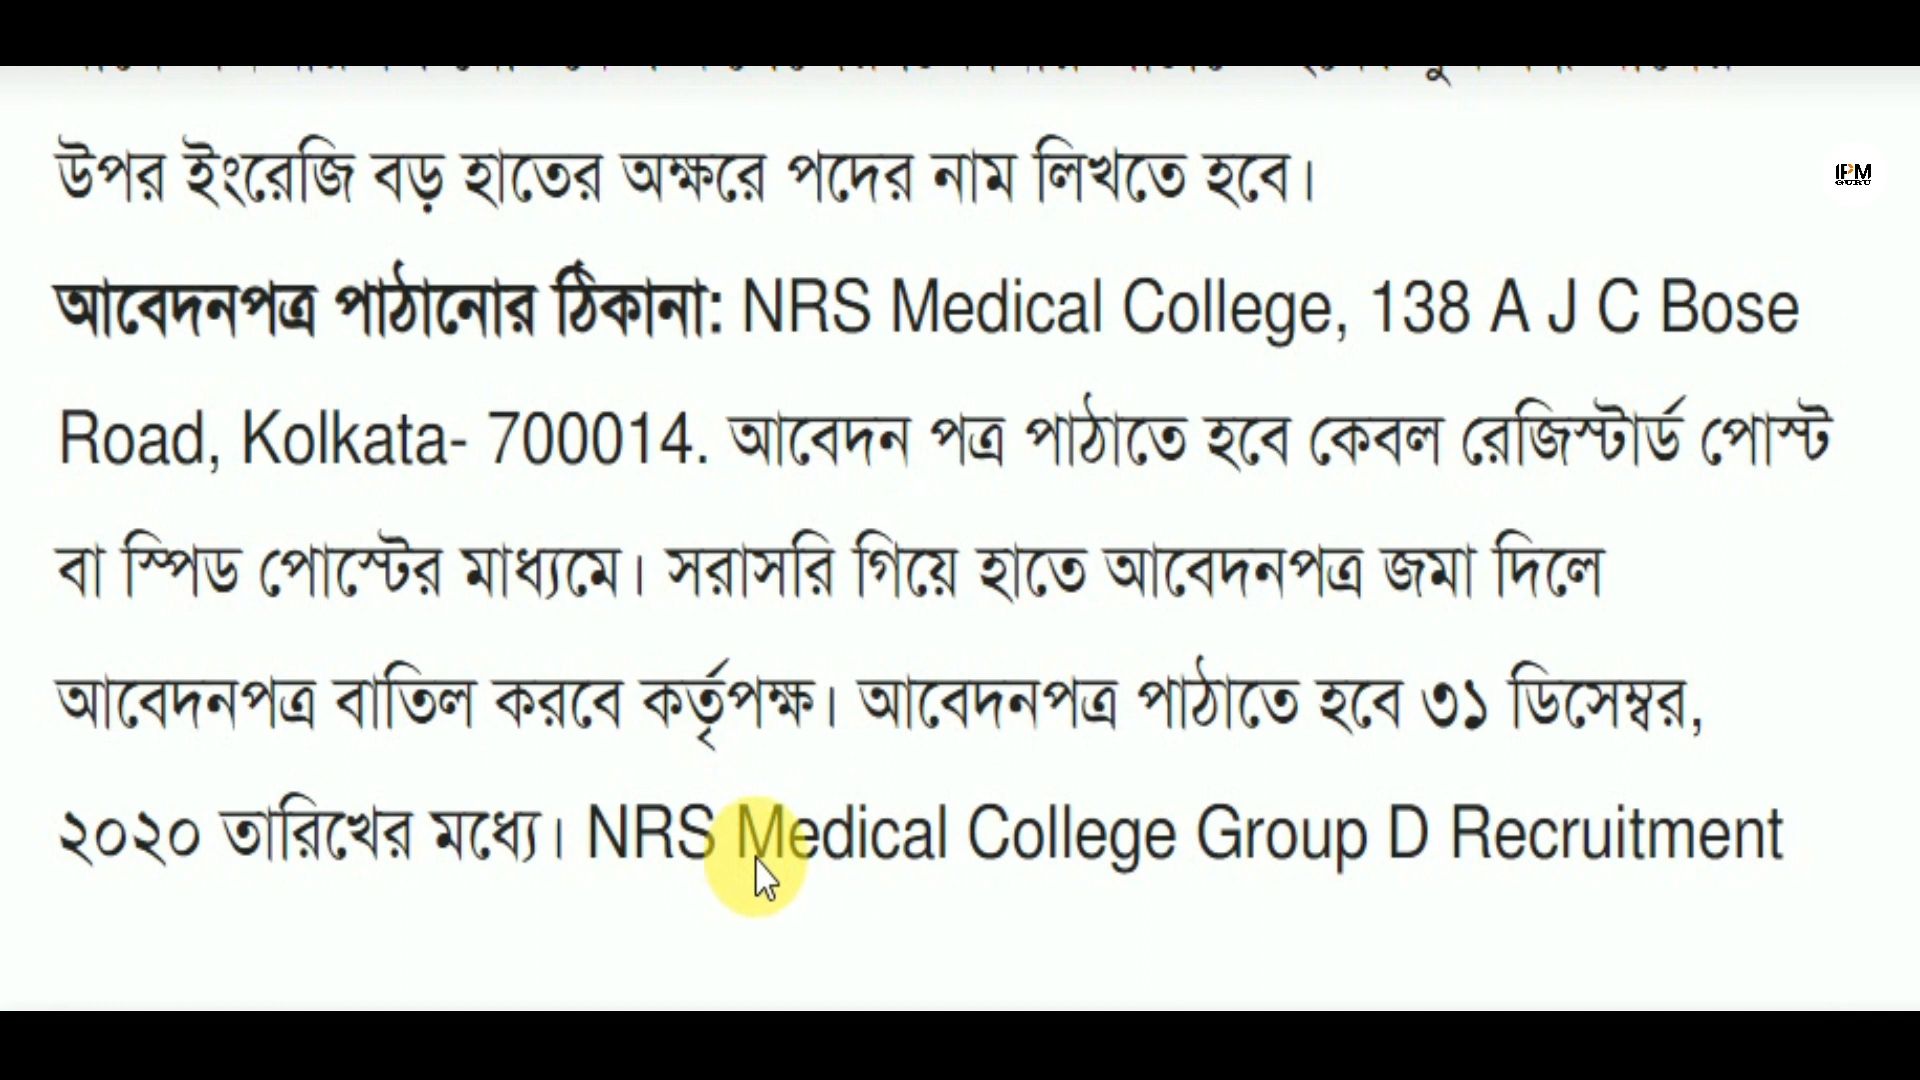 উপর ইংরেজি বড় হাতের অক্ষরে পদের নাম লিখতে হবে।
IPM
GURU
আবেদনপত্র পাঠানোর ঠিকানা: NRS Medical College, 138 A J C Bose
Road, Kolkata- 700014. আবেদন পত্র পাঠাতে হবে কেবল রেজিস্টার্ড পোস্ট
বা স্পিড পোস্টের মাধ্যমে। সরাসরি গিয়ে হাতে আবেদনপত্র জমা দিলে
আবেদনপত্র বাতিল করবে কর্তৃপক্ষ। আবেদনপত্র পাঠাতে হবে ৩১ ডিসেম্বর,
২০২০ তারিখের মধ্যে। NRS Medical College Group D Recruitment